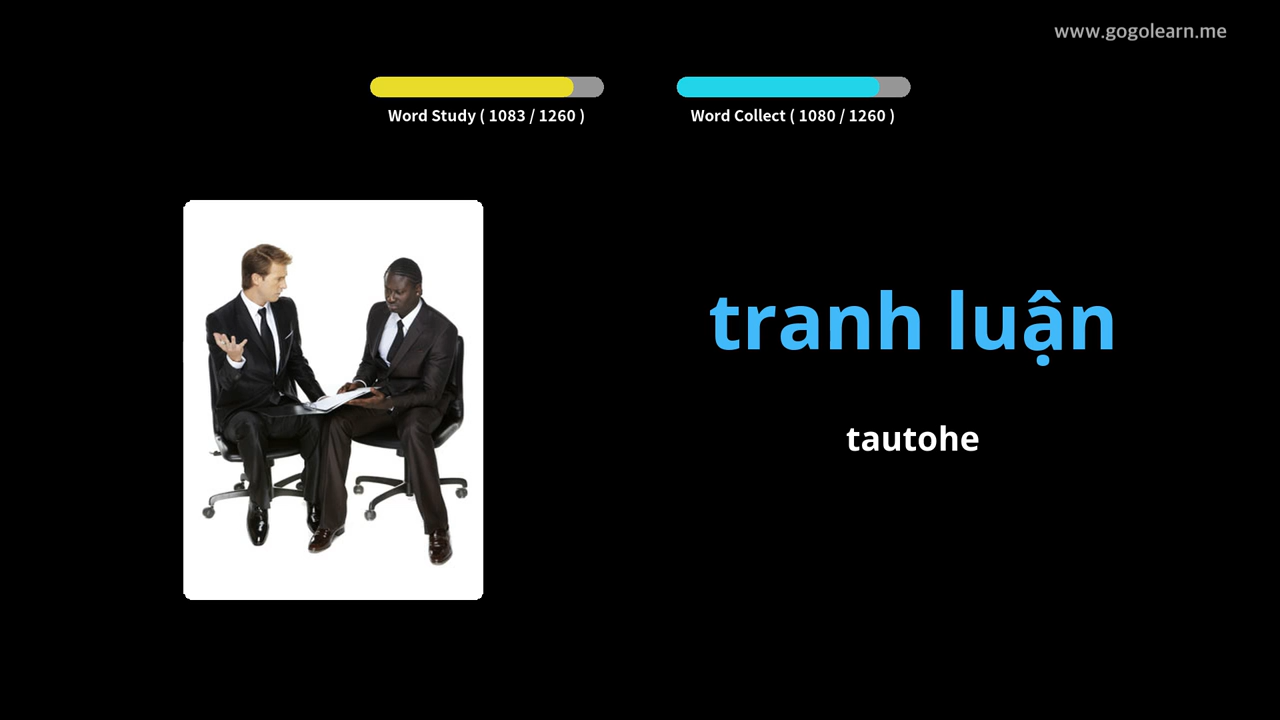 www.gogolearn.me
Word Study ( 1083 / 1260 )
Word Collect ( 1080 / 1260 )
tranh luận
tautohe